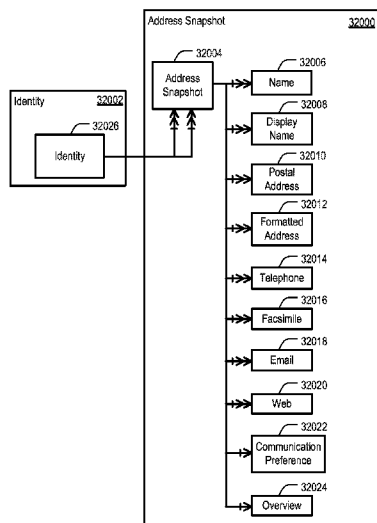 Address Snapshot
32000
32004
Address
Snapshot
32006
Name
Identity
32002
32008
Display
Name
32026
Identity
32010
Postal
Address
32012
Formatted
Address
32014
Telephone
32016
Facsimile
32018
Email
32020
Web
32022
Communication
Preference
32024
Overview